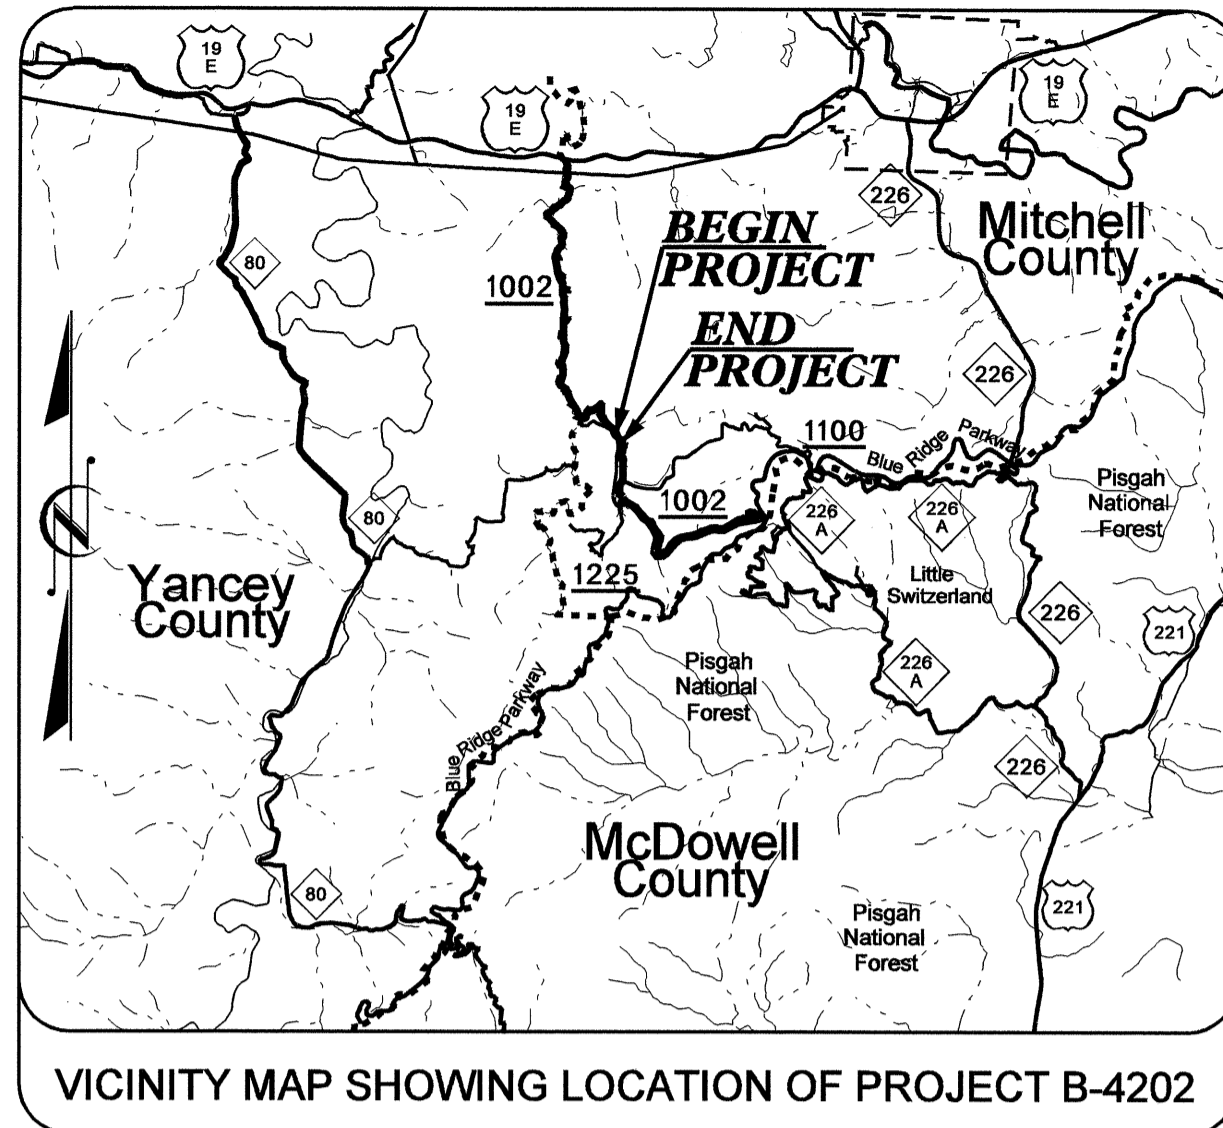 19
E
19
E
19
E
226
Mitchell
County
BEGIN
PROJECT
80
1002
END
PROJECT
226
1100
Blue Ridge Parkway
Pisgah
National
Forest
1002
80
226
A
226
A
N
1225
Yancey
County
Little
Switzerland
226
221
Pisgah
National
Forest
226
A
Blue Ridge Parkway
226
McDowell
County
80
221
Pisgah
National
Forest
VICINITY MAP SHOWING LOCATION OF PROJECT B-4202